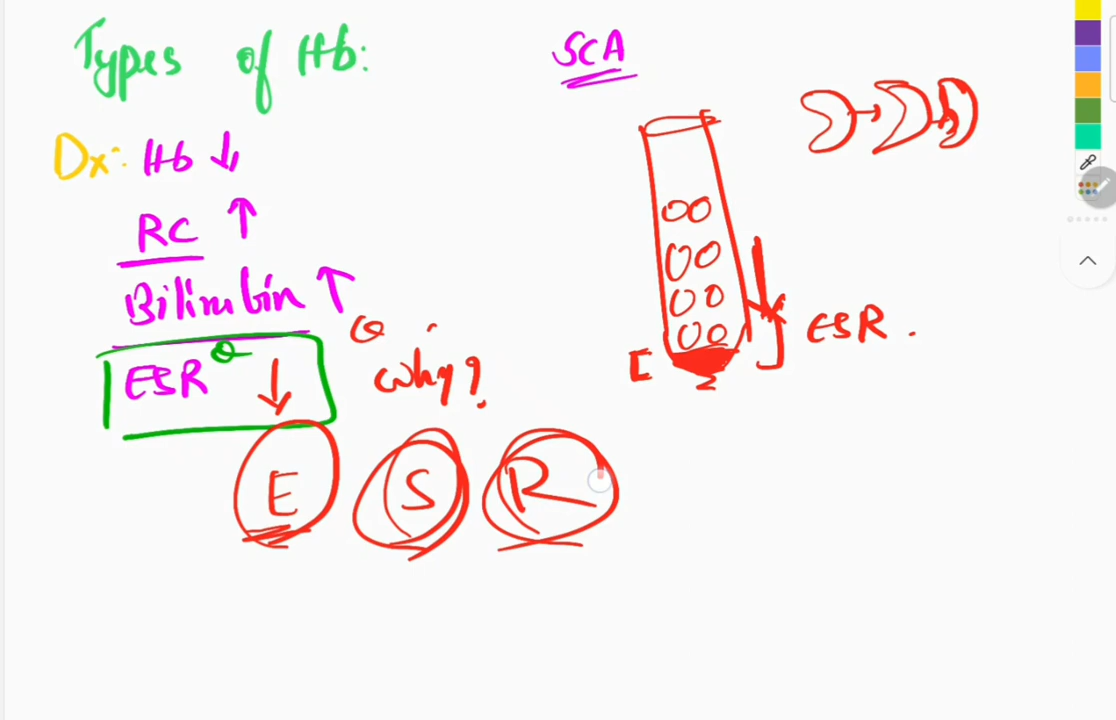 Types of Hb:
SCA
Dx:- Hb ↓
RC ↑
Bilirubin ↑
ESR ↓
why?
E S R
ESR.